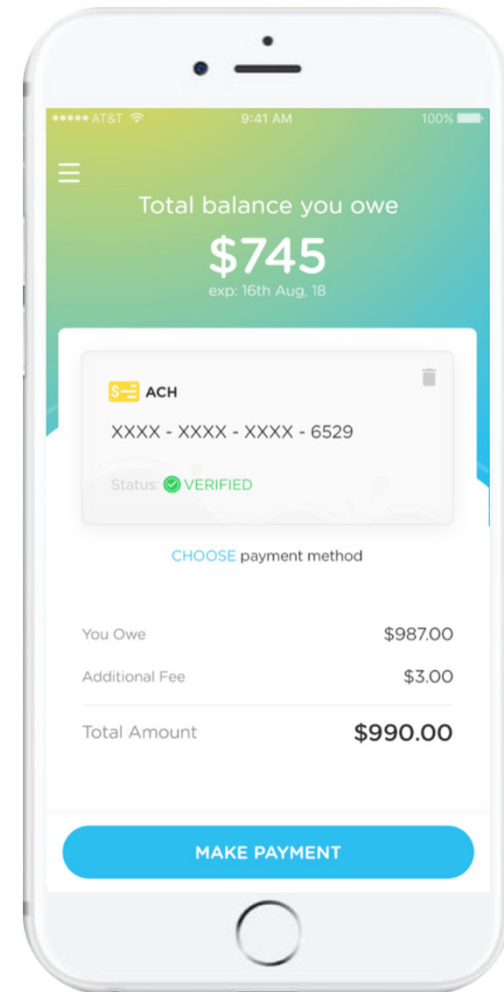 AT&T 9:41 AM 100%
Total balance you owe
$745
exp: 16th Aug, 18
ACH
XXXX - XXXX - XXXX - 6529
Status: VERIFIED
CHOOSE payment method
You Owe $987.00
Additional Fee $3.00
Total Amount $990.00
MAKE PAYMENT